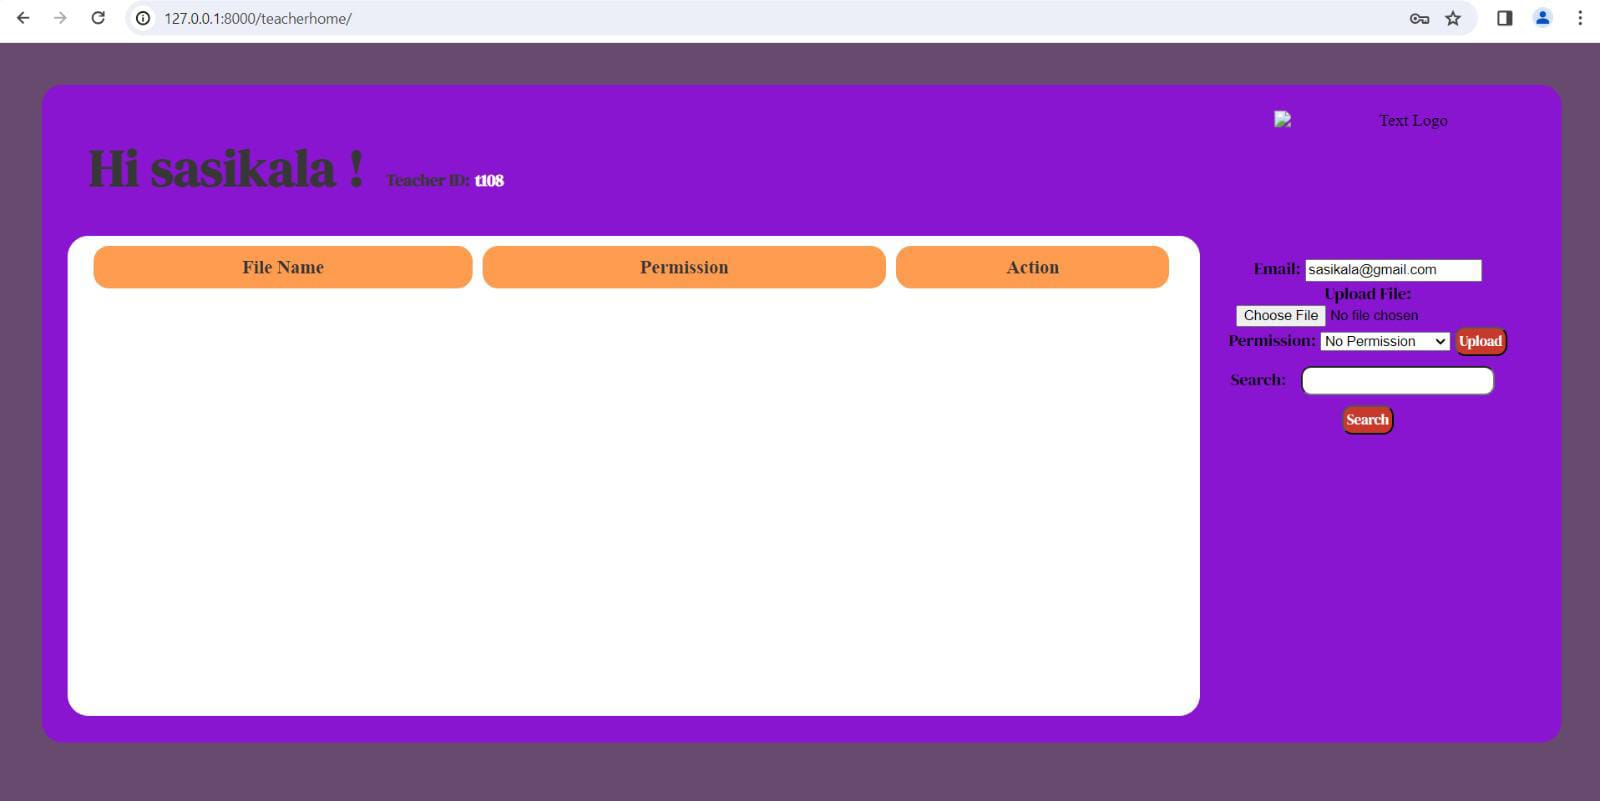 127.0.0.1:8000/teacherhome/
Text Logo
Hi sasikala ! Teacher ID: t108
File Name Permission Action
Email: sasikala@gmail.com
Upload File:
Choose File No file chosen
Permission: No Permission Upload
Search:
Search